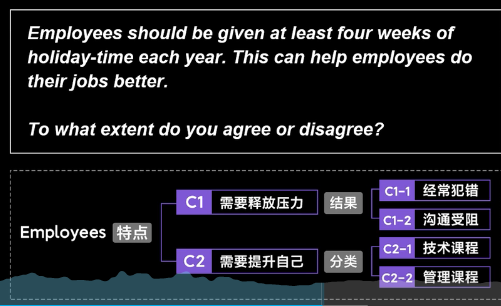 Employees should be given at least four weeks of
holiday-time each year. This can help employees do
their jobs better.
To what extent do you agree or disagree?
Employees 特点
C1 需要释放压力 结果
C1-1 经常犯错
C1-2 沟通受阻
C2 需要提升自己 分类
C2-1 技术课程
C2-2 管理课程